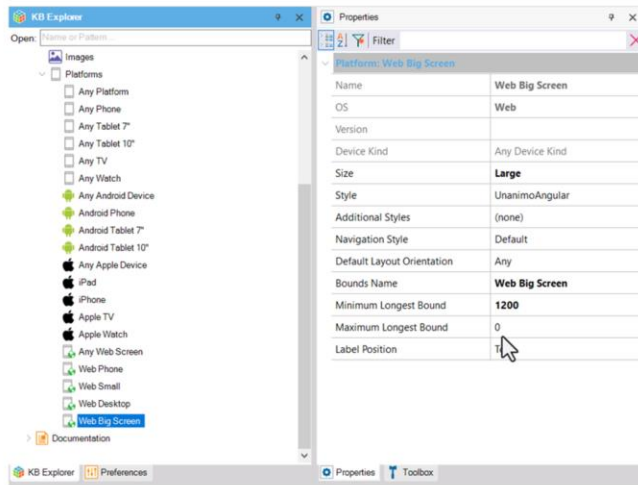 KB Explorer
Open: Name or Pattern...
Images
Platforms
Any Platform
Any Phone
Any Tablet 7"
Any Tablet 10"
Any TV
Any Watch
Any Android Device
Android Phone
Android Tablet 7"
Android Tablet 10"
Any Apple Device
iPad
iPhone
Apple TV
Apple Watch
Any Web Screen
Web Phone
Web Small
Web Desktop
Web Big Screen
Documentation
KB Explorer Preferences
Properties
Filter
Platform: Web Big Screen
Name Web Big Screen
OS Web
Version
Device Kind Any Device Kind
Size Large
Style UnanimoAngular
Additional Styles (none)
Navigation Style Default
Default Layout Orientation Any
Bounds Name Web Big Screen
Minimum Longest Bound 1200
Maximum Longest Bound 0
Label Position
Properties Toolbox